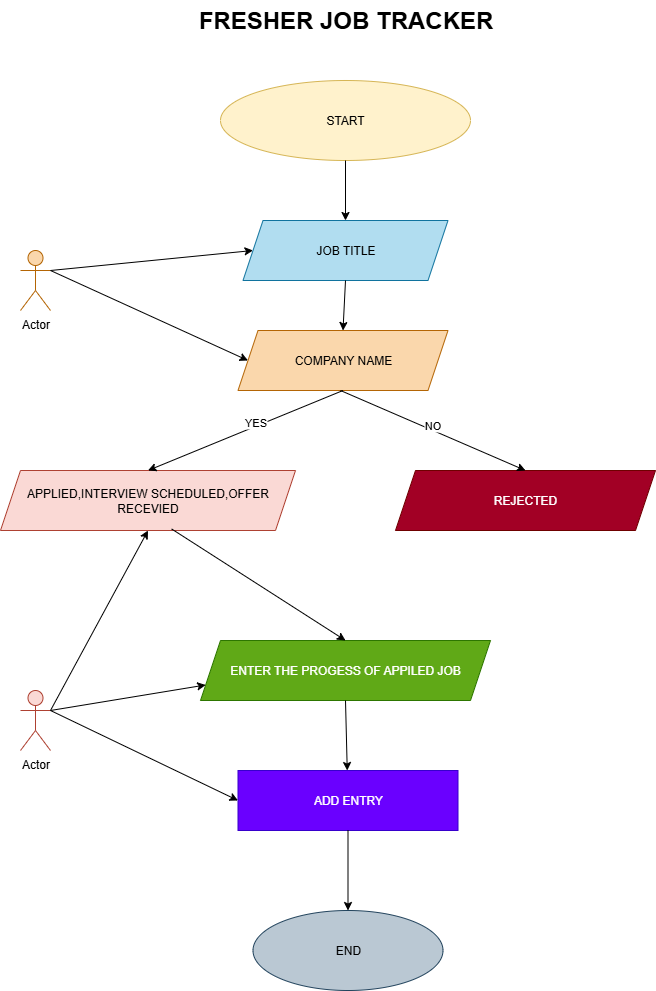 FRESHER JOB TRACKER
START
JOB TITLE
Actor
COMPANY NAME
YES
NO
APPLIED,INTERVIEW SCHEDULED,OFFER
RECEVIED
REJECTED
ENTER THE PROGESS OF APPILED JOB
Actor
ADD ENTRY
END